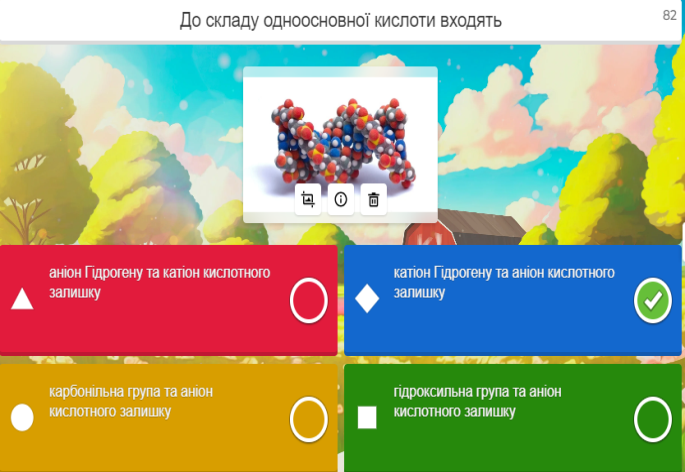 До складу одноосновної кислоти входять
82
аніон Гідрогену та катіон кислотного
залишку
катіон Гідрогену та аніон кислотного
залишку
карбонільна група та аніон
кислотного залишку
гідроксильна група та аніон
кислотного залишку